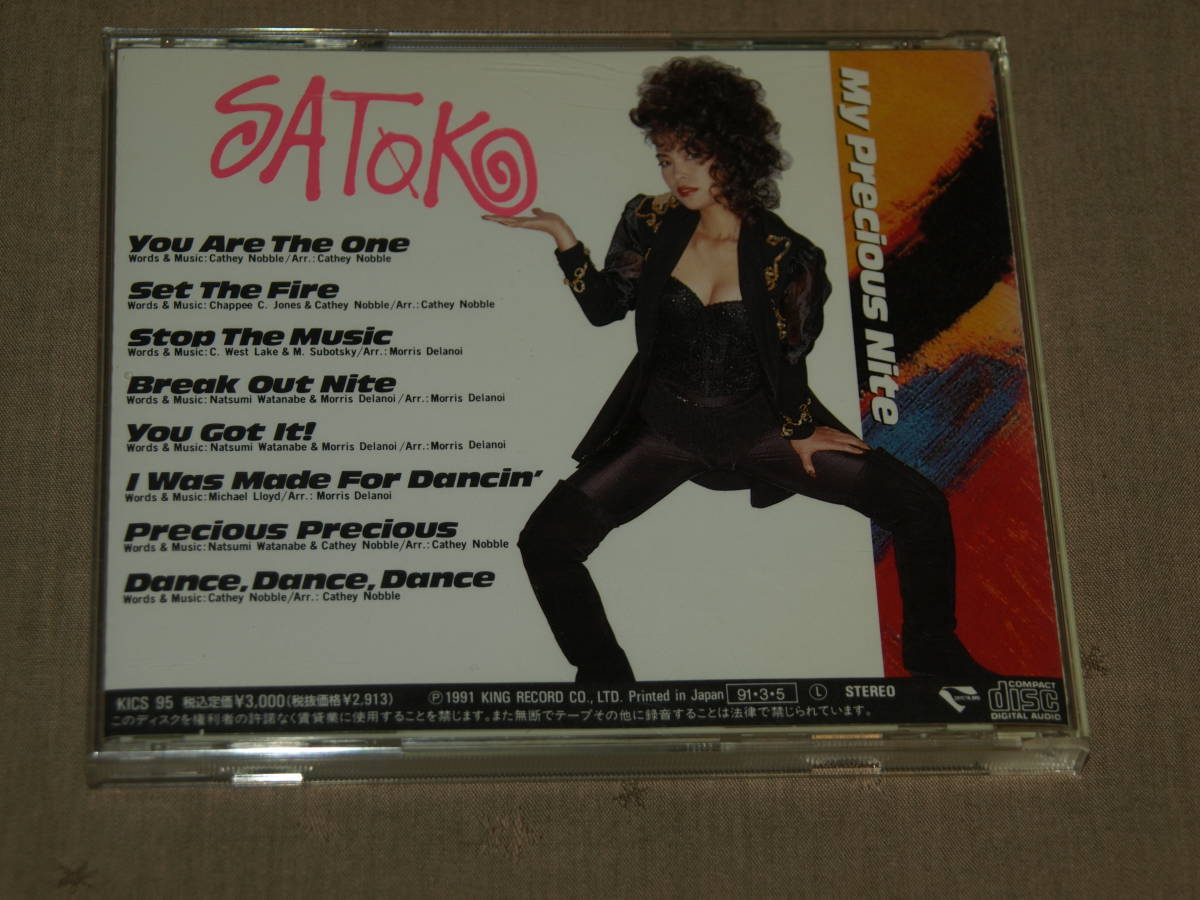 SATOKO
My Precious Nite
You Are The One
Words & Music: Cathey Nobble/Arr.: Cathey Nobble
Set The Fire
Words & Music: Chappee C. Jones & Cathey Nobble/Arr.: Cathey Nobble
Stop The Music
Words & Music: C. West Lake & M. Subotsky/Arr.: Morris Delanoi
Break Out Nite
Words & Music: Natsumi Watanabe & Morris Delanoi/Arr.: Morris Delanoi
You Got It!
Words & Music: Natsumi Watanabe & Morris Delanoi/Arr.: Morris Delanoi
I Was Made For Dancin'
Words & Music: Michael Lloyd/Arr.: Morris Delanoi
Precious Precious
Words & Music: Natsumi Watanabe & Cathey Nobble/Arr.: Cathey Nobble
Dance, Dance, Dance
Words & Music: Cathey Nobble/Arr.: Cathey Nobble
KICS 95 税込定価¥3,000(税抜価格¥2,913) Ⓟ1991 KING RECORD CO., LTD. Printed in Japan 91・3・5 Ⓛ STEREO
このディスクを権利者の許諾なく賃貸業に使用することを禁じます。また無断でテープその他に録音することは法律で禁じられています。
COMPACT
disc
DIGITAL AUDIO